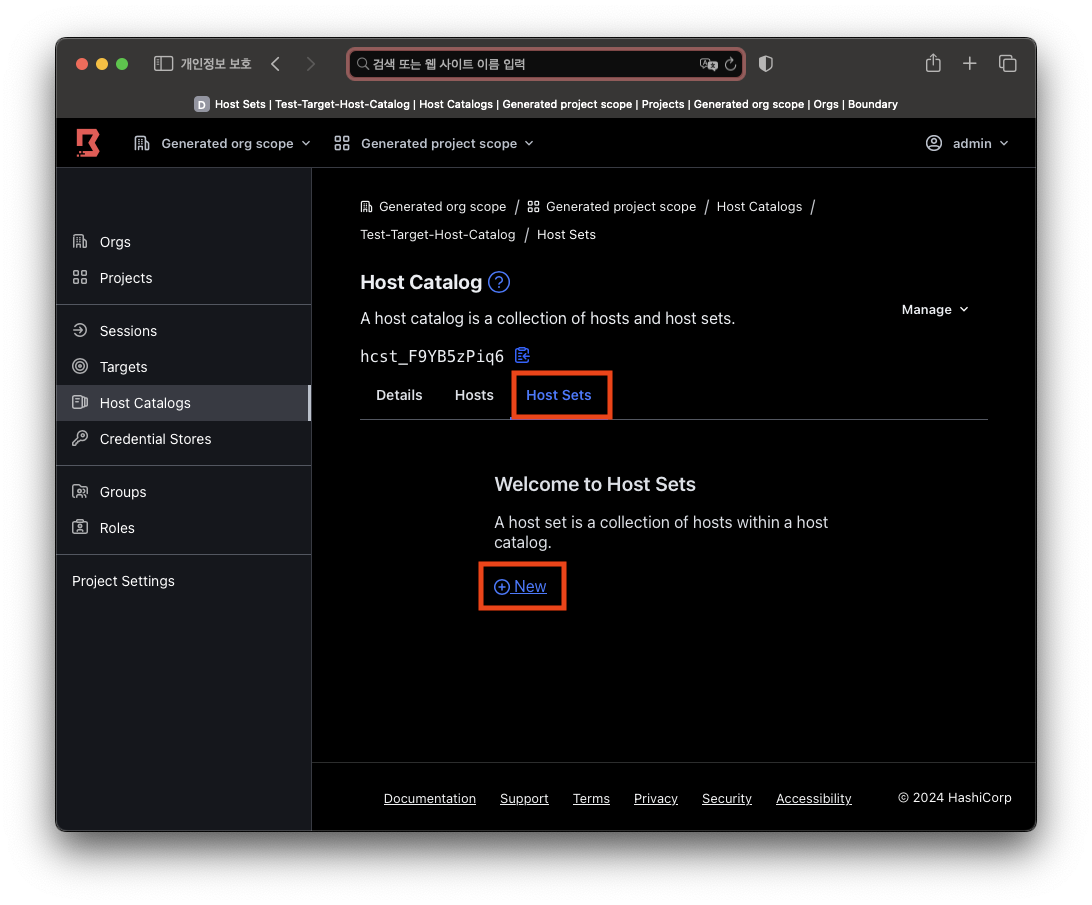 개인정보 보호
검색 또는 웹 사이트 이름 입력
D Host Sets | Test-Target-Host-Catalog | Host Catalogs | Generated project scope | Projects | Generated org scope | Orgs | Boundary
Generated org scope
Generated project scope
admin
Orgs
Projects
Sessions
Targets
Host Catalogs
Credential Stores
Groups
Roles
Project Settings
Generated org scope / Generated project scope / Host Catalogs /
Test-Target-Host-Catalog / Host Sets
Host Catalog ?
A host catalog is a collection of hosts and host sets.
Manage
hcst_F9YB5zPiq6
Details Hosts Host Sets
Welcome to Host Sets
A host set is a collection of hosts within a host
catalog.
New
Documentation Support Terms Privacy Security Accessibility © 2024 HashiCorp